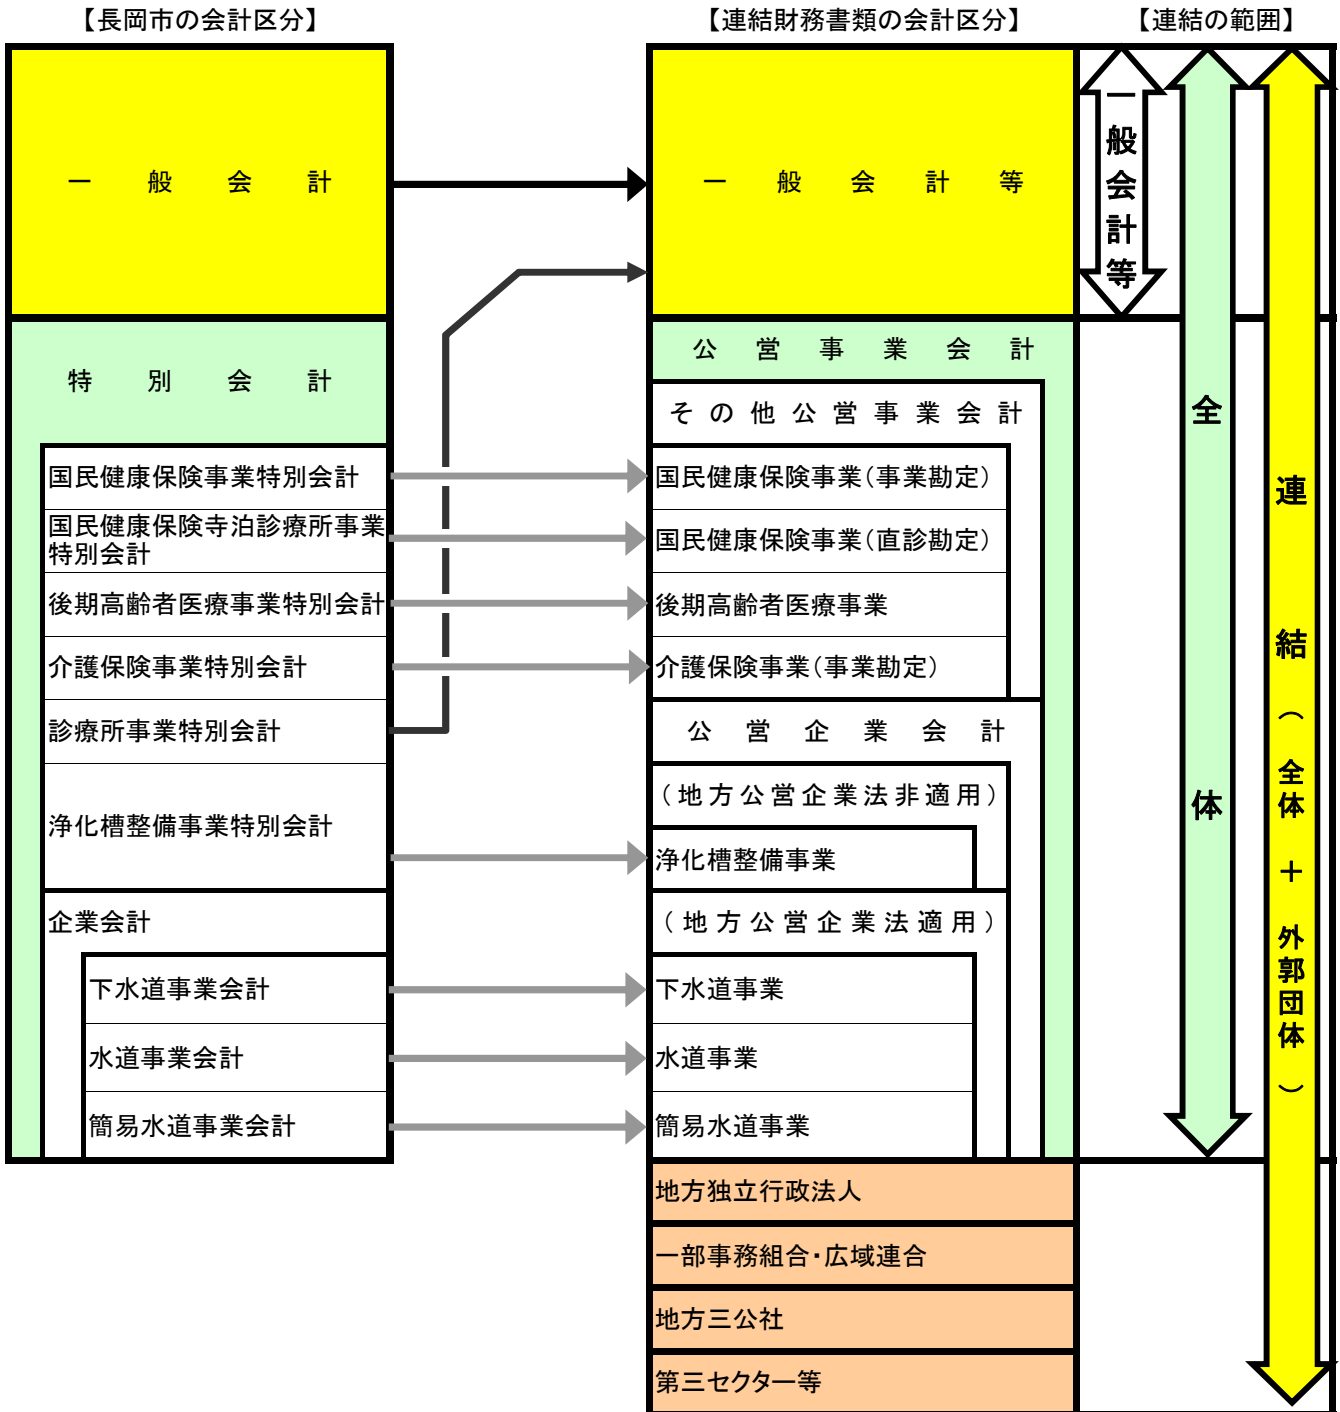 【長岡市の会計区分】
【連結財務書類の会計区分】
【連結の範囲】
一般会計
特別会計
国民健康保険事業特別会計
国民健康保険寺泊診療所事業
特別会計
後期高齢者医療事業特別会計
介護保険事業特別会計
診療所事業特別会計
浄化槽整備事業特別会計
企業会計
下水道事業会計
水道事業会計
簡易水道事業会計
一般会計等
公営事業会計
その他公営事業会計
国民健康保険事業(事業勘定)
国民健康保険事業(直診勘定)
後期高齢者医療事業
介護保険事業(事業勘定)
公営企業会計
(地方公営企業法非適用)
浄化槽整備事業
(地方公営企業法適用)
下水道事業
水道事業
簡易水道事業
地方独立行政法人
一部事務組合・広域連合
地方三公社
第三セクター等
一般会計等
全体
連結(全体+外郭団体)